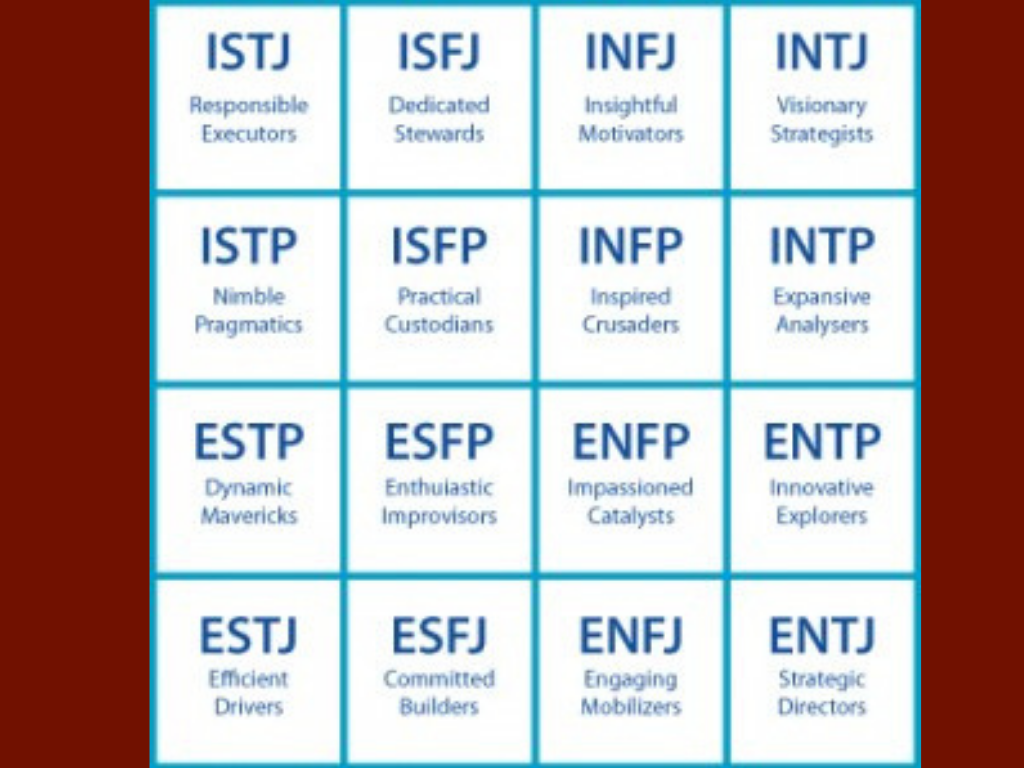 ISTJ
Responsible
Executors
ISFJ
Dedicated
Stewards
INFJ
Insightful
Motivators
INTJ
Visionary
Strategists
ISTP
Nimble
Pragmatics
ISFP
Practical
Custodians
INFP
Inspired
Crusaders
INTP
Expansive
Analysers
ESTP
Dynamic
Mavericks
ESFP
Enthuiastic
Improvisors
ENFP
Impassioned
Catalysts
ENTP
Innovative
Explorers
ESTJ
Efficient
Drivers
ESFJ
Committed
Builders
ENFJ
Engaging
Mobilizers
ENTJ
Strategic
Directors